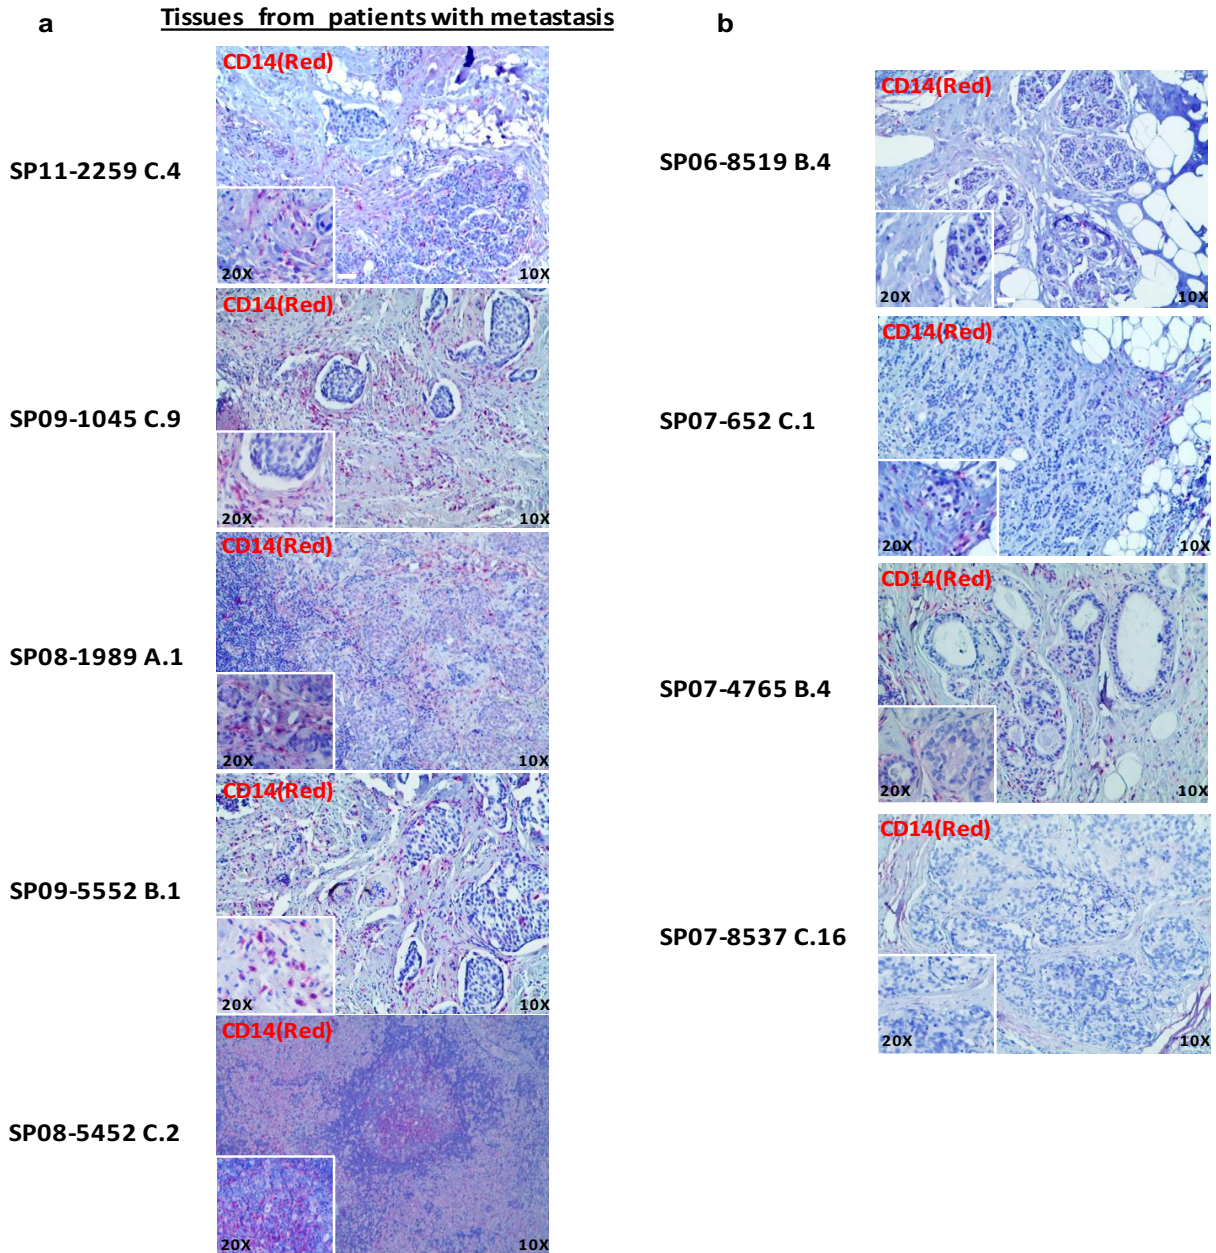 a
Tissues from patients with metastasis
SP11-2259 C.4
CD14(Red)
20X
10X
SP09-1045 C.9
CD14(Red)
20X
10X
SP08-1989 A.1
CD14(Red)
20X
10X
SP09-5552 B.1
CD14(Red)
20X
10X
SP08-5452 C.2
CD14(Red)
20X
10X
b
SP06-8519 B.4
CD14(Red)
20X
10X
SP07-652 C.1
CD14(Red)
20X
10X
SP07-4765 B.4
CD14(Red)
20X
10X
SP07-8537 C.16
CD14(Red)
20X
10X